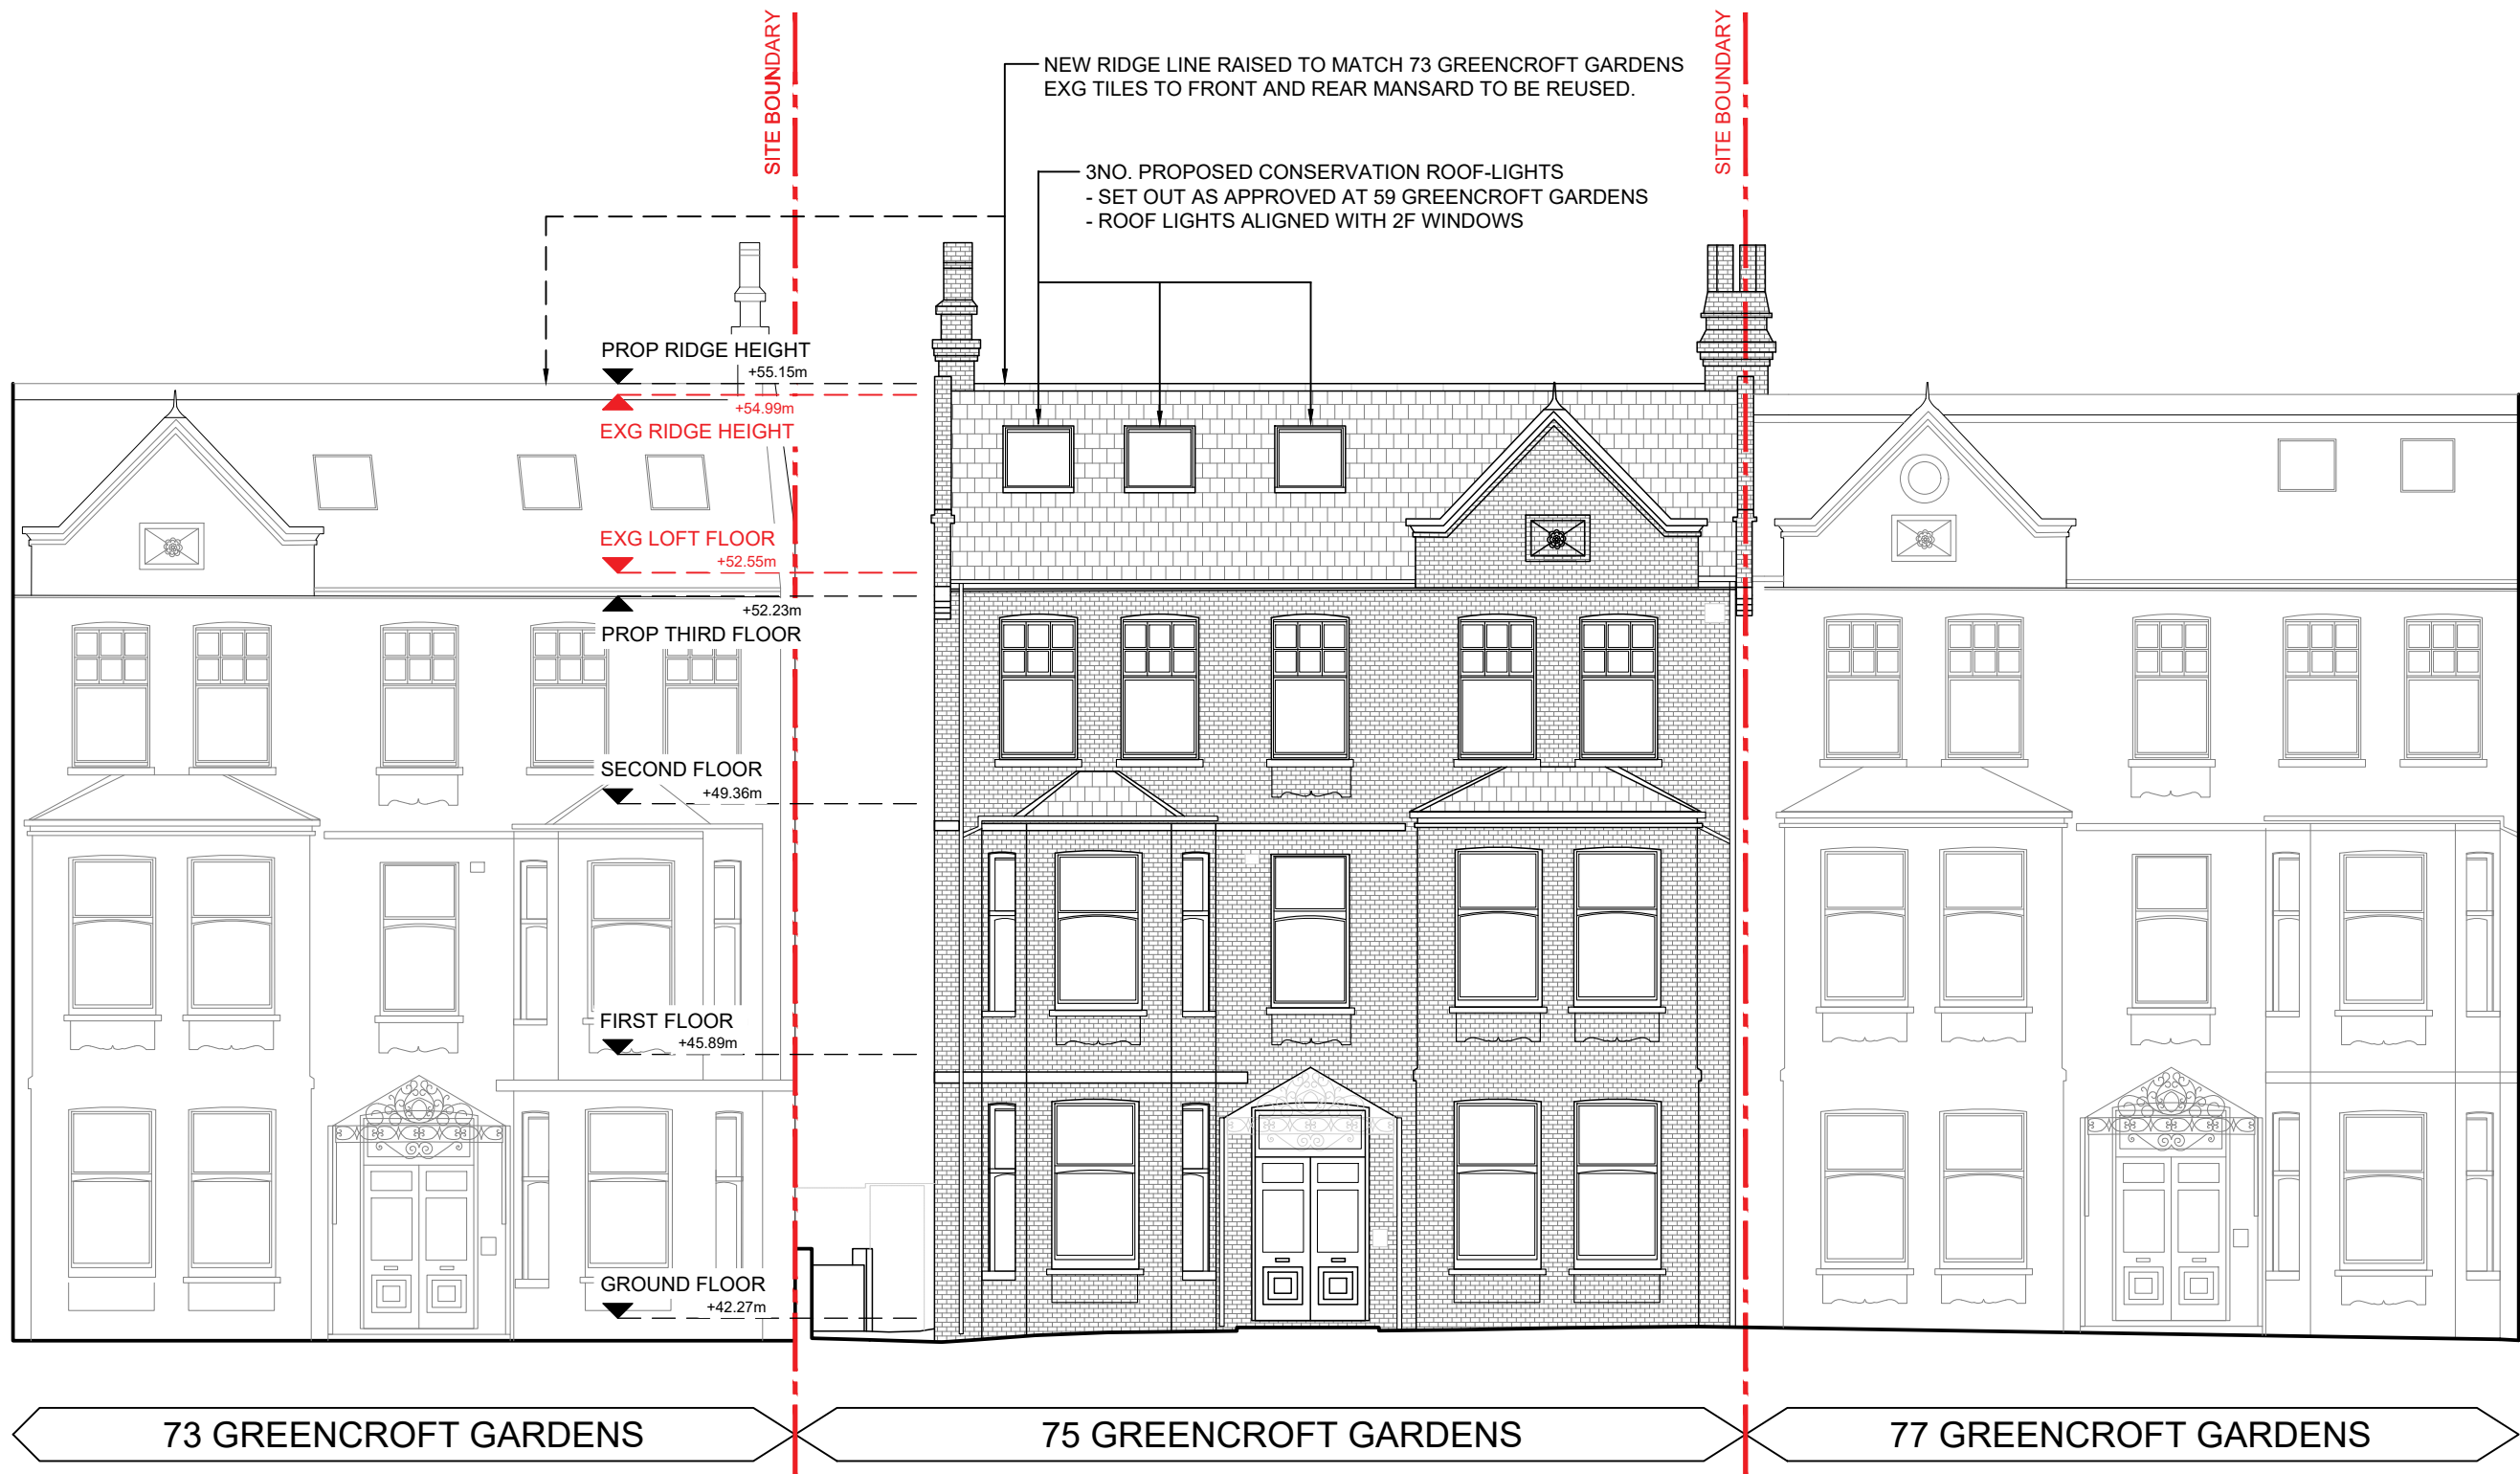 SITE BOUNDARY
SITE BOUNDARY
NEW RIDGE LINE RAISED TO MATCH 73 GREENCROFT GARDENS
EXG TILES TO FRONT AND REAR MANSARD TO BE REUSED.
3NO. PROPOSED CONSERVATION ROOF-LIGHTS
- SET OUT AS APPROVED AT 59 GREENCROFT GARDENS
- ROOF LIGHTS ALIGNED WITH 2F WINDOWS
PROP RIDGE HEIGHT
+55.15m
+54.99m
EXG RIDGE HEIGHT
EXG LOFT FLOOR
+52.55m
+52.23m
PROP THIRD FLOOR
SECOND FLOOR
+49.36m
FIRST FLOOR
+45.89m
GROUND FLOOR
+42.27m
73 GREENCROFT GARDENS
75 GREENCROFT GARDENS
77 GREENCROFT GARDENS